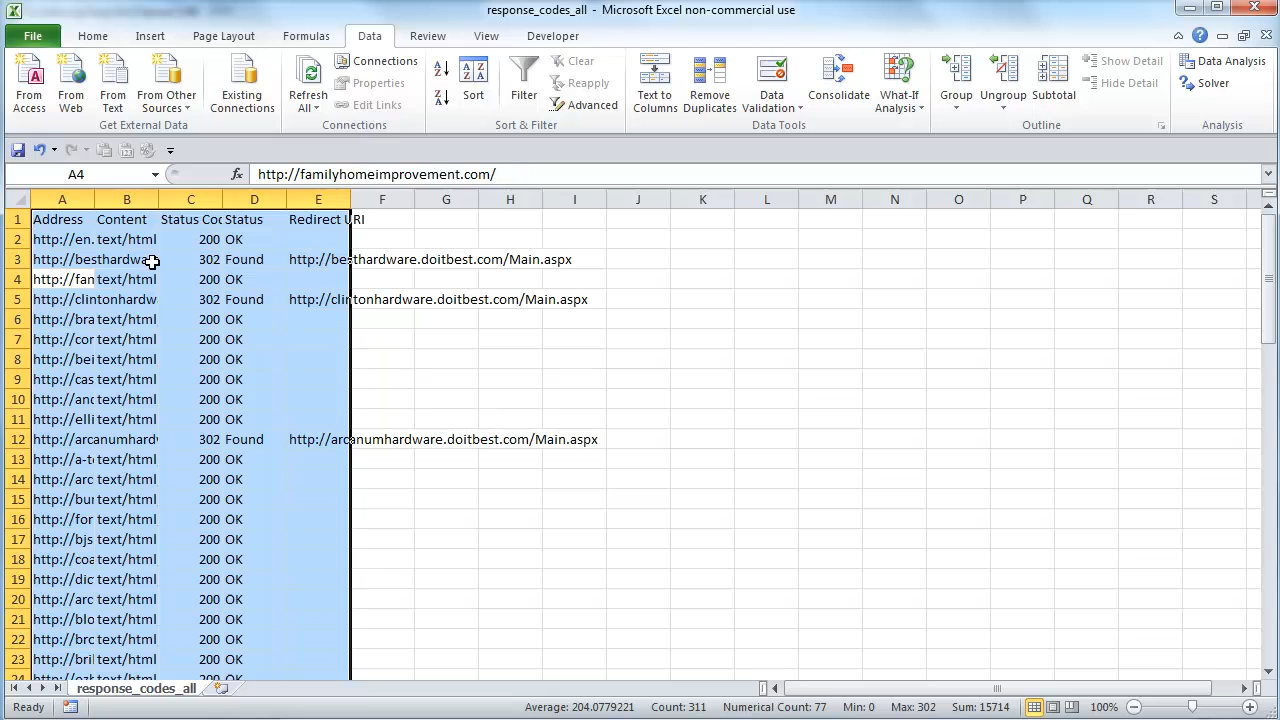 response_codes_all - Microsoft Excel non-commercial use
File Home Insert Page Layout Formulas Data Review View Developer
From Access
From Web
From Text
From Other Sources
Existing Connections
Get External Data
Refresh All
Connections
Properties
Edit Links
Connections
Sort
Filter
Clear
Reapply
Advanced
Sort & Filter
Text to Columns
Remove Duplicates
Data Validation
Consolidate
What-If Analysis
Data Tools
Group
Ungroup
Subtotal
Show Detail
Hide Detail
Outline
Data Analysis
Solver
Analysis
A4 fx http://familyhomeimprovement.com/
A B C D E F G H I J K L M N O P Q R S
1 Address Content Status Cod Status Redirect URI
2 http://en. text/html 200 OK
3 http://besthardwa 302 Found http://besthardware.doitbest.com/Main.aspx
4 http://fam text/html 200 OK
5 http://clintonhardw 302 Found http://clintonhardware.doitbest.com/Main.aspx
6 http://bra text/html 200 OK
7 http://cor text/html 200 OK
8 http://bei text/html 200 OK
9 http://cas text/html 200 OK
10 http://anc text/html 200 OK
11 http://elli text/html 200 OK
12 http://arcanumhardw 302 Found http://arcanumhardware.doitbest.com/Main.aspx
13 http://a-t text/html 200 OK
14 http://arc text/html 200 OK
15 http://bur text/html 200 OK
16 http://for text/html 200 OK
17 http://bjs text/html 200 OK
18 http://coa text/html 200 OK
19 http://dic text/html 200 OK
20 http://arc text/html 200 OK
21 http://blo text/html 200 OK
22 http://bro text/html 200 OK
23 http://bril text/html 200 OK
24 text/html 200 OK
response_codes_all
Ready Average: 204.0779221 Count: 311 Numerical Count: 77 Min: 0 Max: 302 Sum: 15714 100%